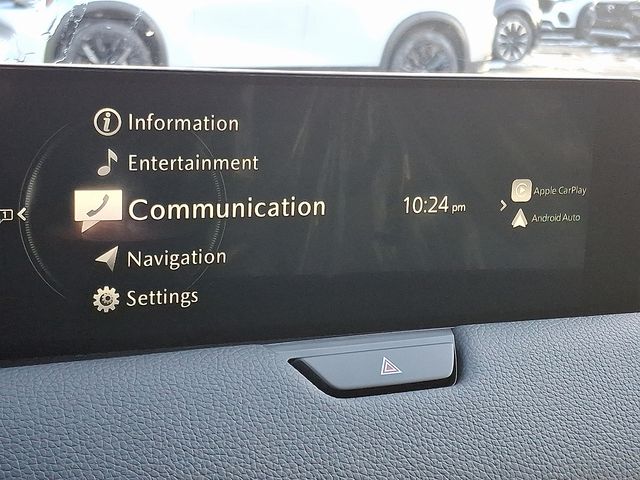 Information
Entertainment
Communication
10:24 pm
Apple CarPlay
Android Auto
Navigation
Settings